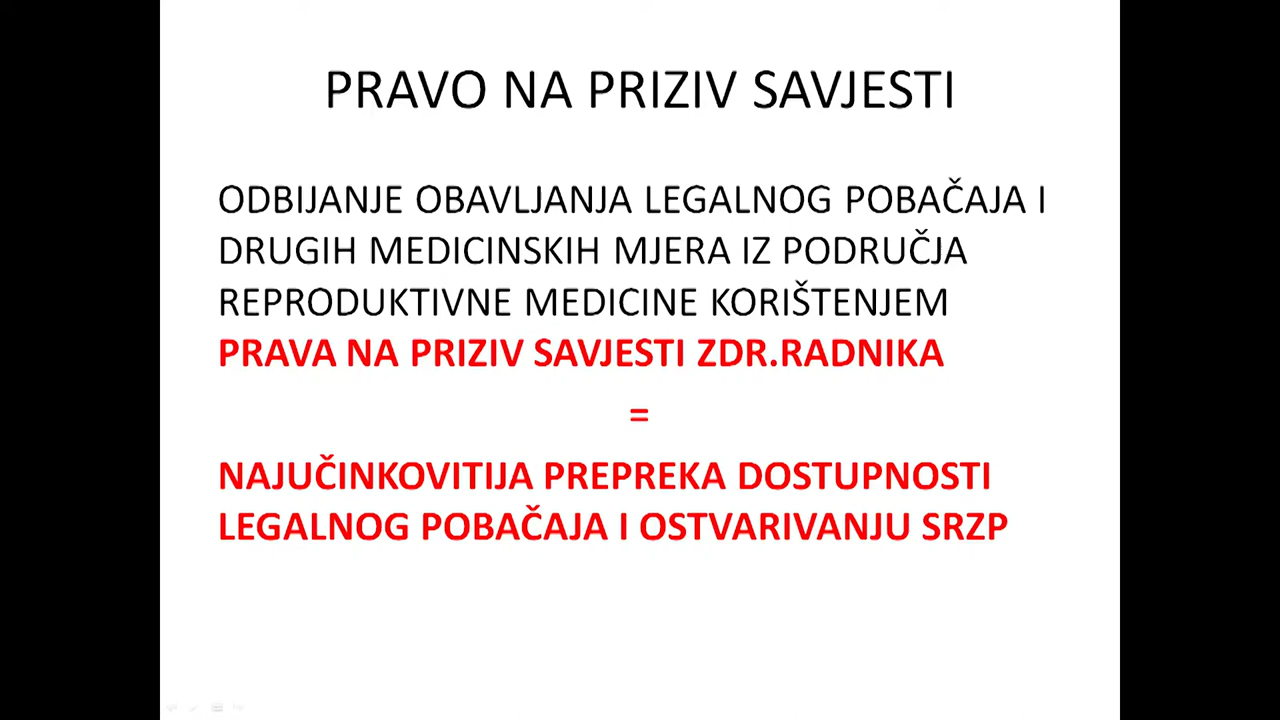 PRAVO NA PRIZIV SAVJESTI
ODBIJANJE OBAVLJANJA LEGALNOG POBAČAJA I
DRUGIH MEDICINSKIH MJERA IZ PODRUČJA
REPRODUKTIVNE MEDICINE KORIŠTENJEM
PRAVA NA PRIZIV SAVJESTI ZDR.RADNIKA
=
NAJUČINKOVITIJA PREPREKA DOSTUPNOSTI
LEGALNOG POBAČAJA I OSTVARIVANJU SRZP